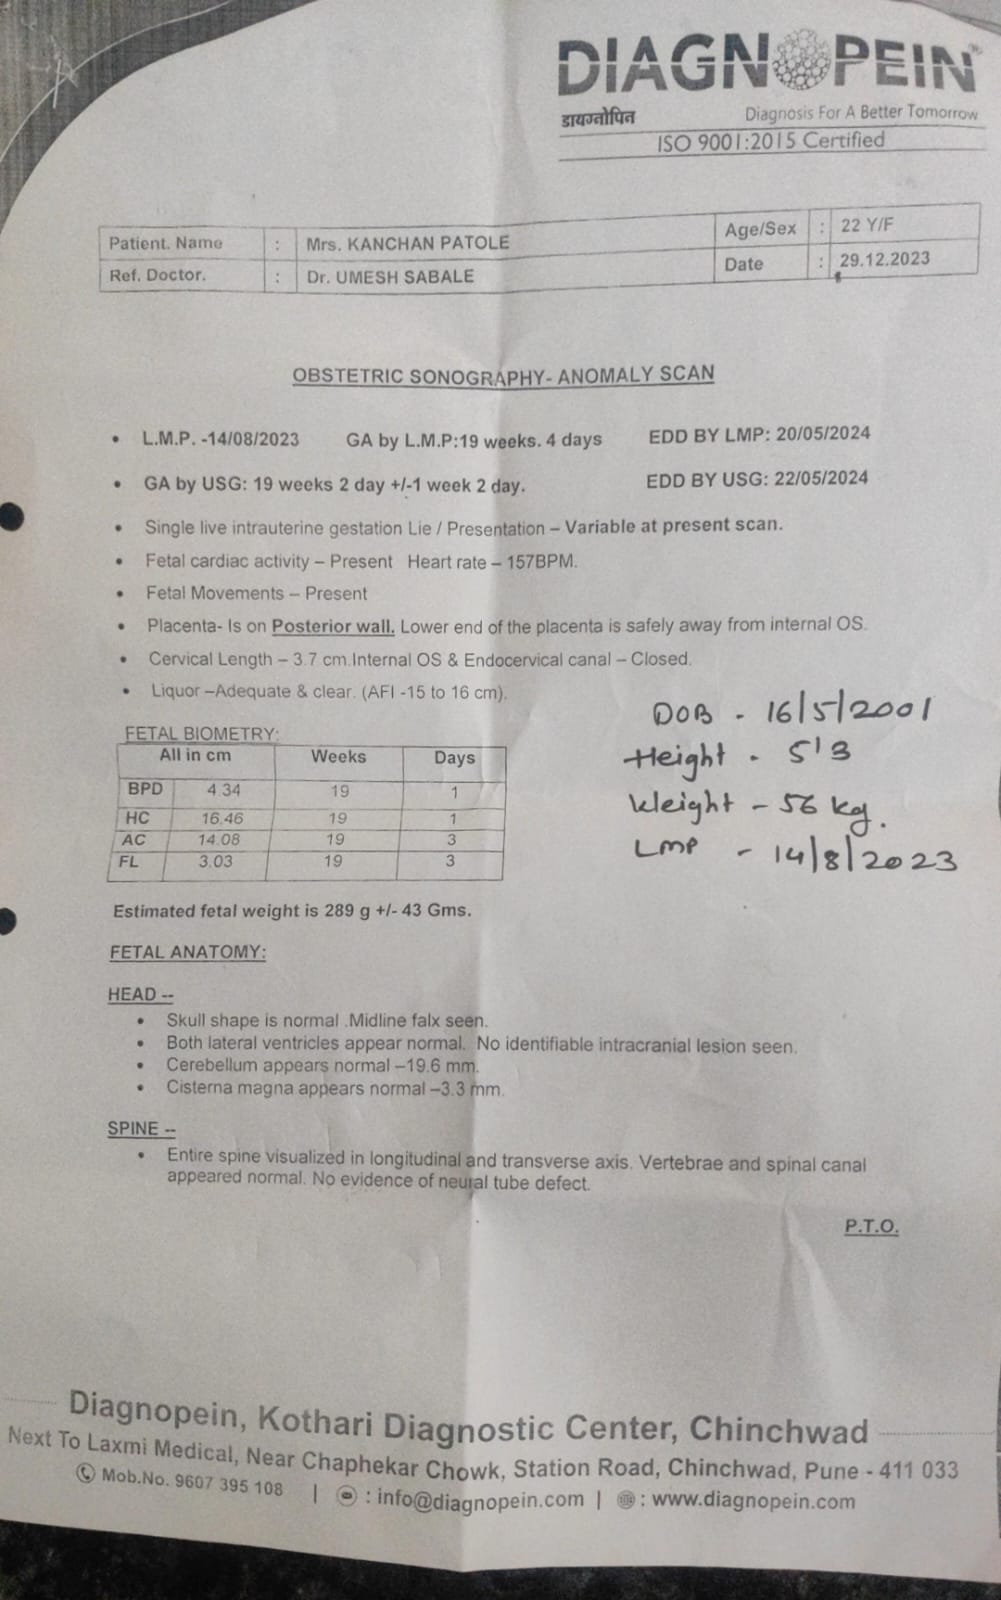 DIAGNOPEIN
डायग्नोपिन Diagnosis For A Better Tomorrow
ISO 9001:2015 Certified
Patient. Name : Mrs. KANCHAN PATOLE Age/Sex : 22 Y/F
Ref. Doctor. : Dr. UMESH SABALE Date : 29.12.2023
OBSTETRIC SONOGRAPHY- ANOMALY SCAN
• L.M.P. -14/08/2023 GA by L.M.P:19 weeks. 4 days EDD BY LMP: 20/05/2024
• GA by USG: 19 weeks 2 day +/-1 week 2 day. EDD BY USG: 22/05/2024
• Single live intrauterine gestation Lie / Presentation – Variable at present scan.
• Fetal cardiac activity – Present Heart rate – 157BPM.
• Fetal Movements – Present
• Placenta- Is on Posterior wall. Lower end of the placenta is safely away from internal OS.
• Cervical Length – 3.7 cm.Internal OS & Endocervical canal – Closed.
• Liquor –Adequate & clear. (AFI -15 to 16 cm).
DOB - 16/5/2001
Height - 5'3
Weight - 56 kg.
LMP - 14/8/2023
FETAL BIOMETRY:
All in cm Weeks Days
BPD 4.34 19 1
HC 16.46 19 1
AC 14.08 19 3
FL 3.03 19 3
Estimated fetal weight is 289 g +/- 43 Gms.
FETAL ANATOMY:
HEAD --
• Skull shape is normal .Midline falx seen.
• Both lateral ventricles appear normal. No identifiable intracranial lesion seen.
• Cerebellum appears normal –19.6 mm.
• Cisterna magna appears normal –3.3 mm.
SPINE --
• Entire spine visualized in longitudinal and transverse axis. Vertebrae and spinal canal
appeared normal. No evidence of neural tube defect.
P.T.O.
Diagnopein, Kothari Diagnostic Center, Chinchwad
Next To Laxmi Medical, Near Chaphekar Chowk, Station Road, Chinchwad, Pune - 411 033
Mob.No. 9607 395 108 | : info@diagnopein.com | : www.diagnopein.com